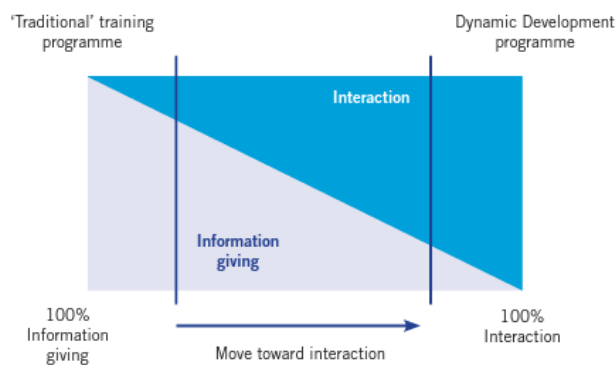 ‘Traditional’ training
programme
Dynamic Development
programme
Interaction
Information
giving
100%
Information
giving
Move toward interaction
100%
Interaction